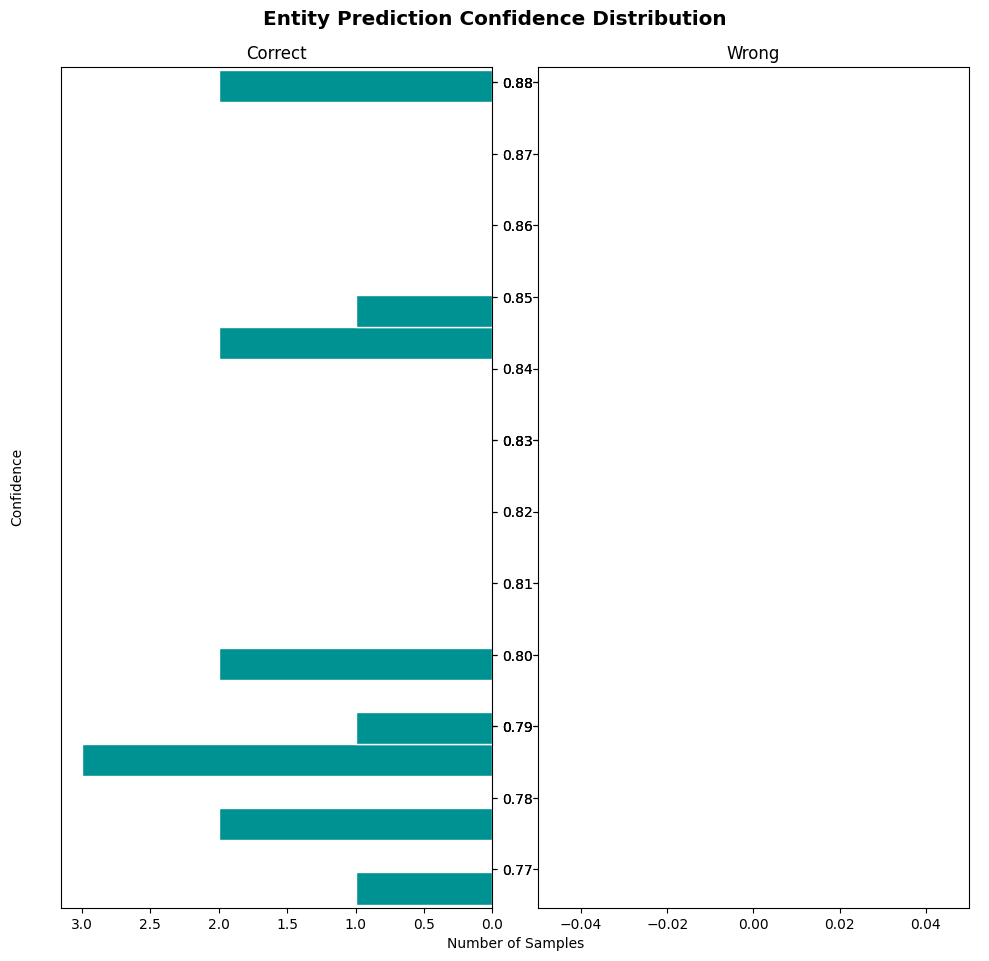 Entity Prediction Confidence Distribution
Correct
Wrong
0.88
0.87
0.86
0.85
0.84
0.83
0.82
0.81
0.80
0.79
0.78
0.77
Confidence
3.0 2.5 2.0 1.5 1.0 0.5 0.0
−0.04 −0.02 0.00 0.02 0.04
Number of Samples